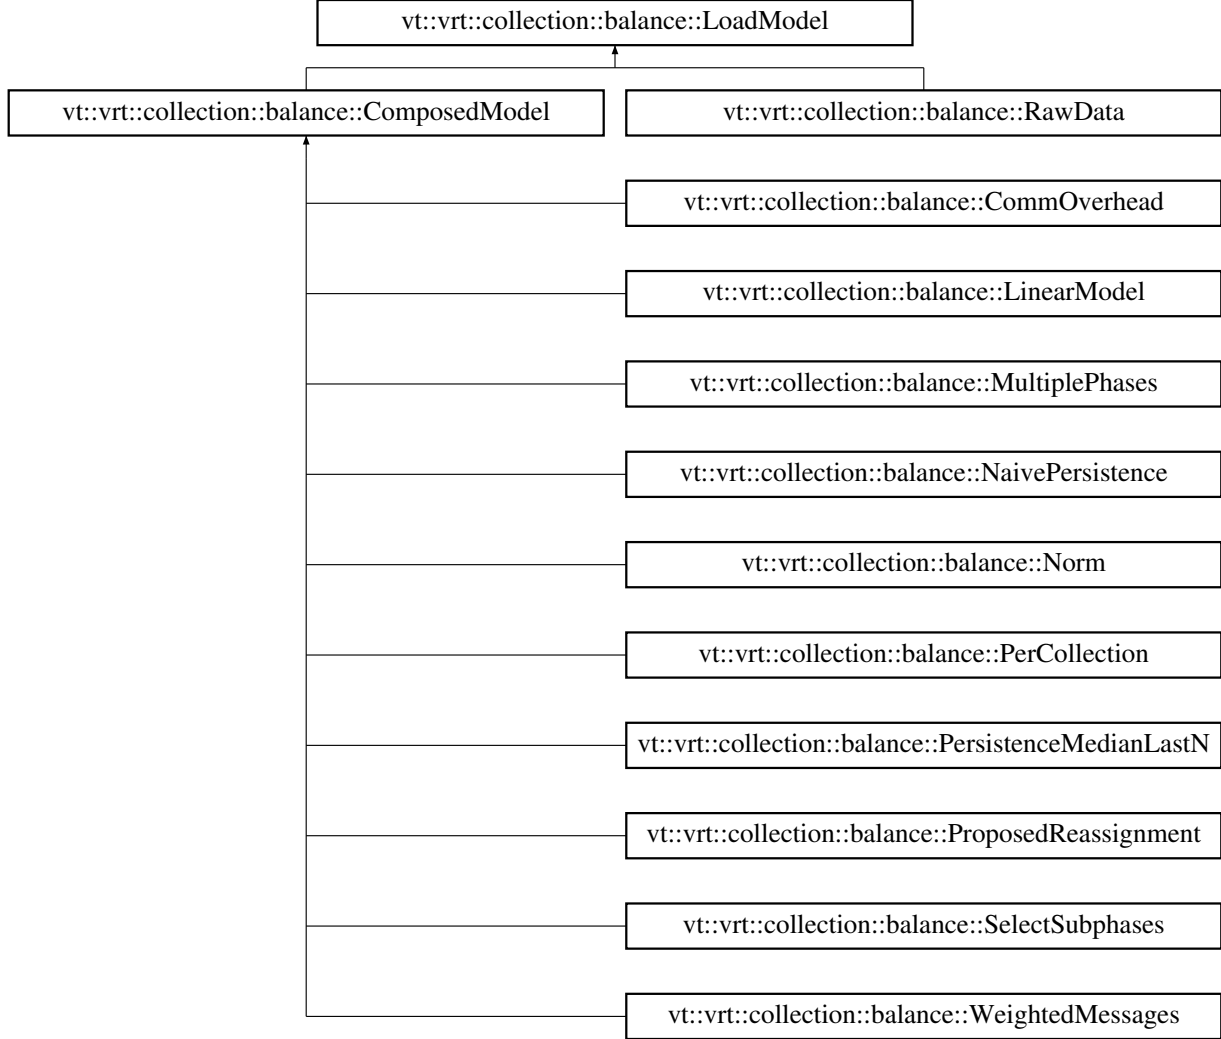 vt::vrt::collection::balance::LoadModel
vt::vrt::collection::balance::ComposedModel
vt::vrt::collection::balance::RawData
vt::vrt::collection::balance::CommOverhead
vt::vrt::collection::balance::LinearModel
vt::vrt::collection::balance::MultiplePhases
vt::vrt::collection::balance::NaivePersistence
vt::vrt::collection::balance::Norm
vt::vrt::collection::balance::PerCollection
vt::vrt::collection::balance::PersistenceMedianLastN
vt::vrt::collection::balance::ProposedReassignment
vt::vrt::collection::balance::SelectSubphases
vt::vrt::collection::balance::WeightedMessages